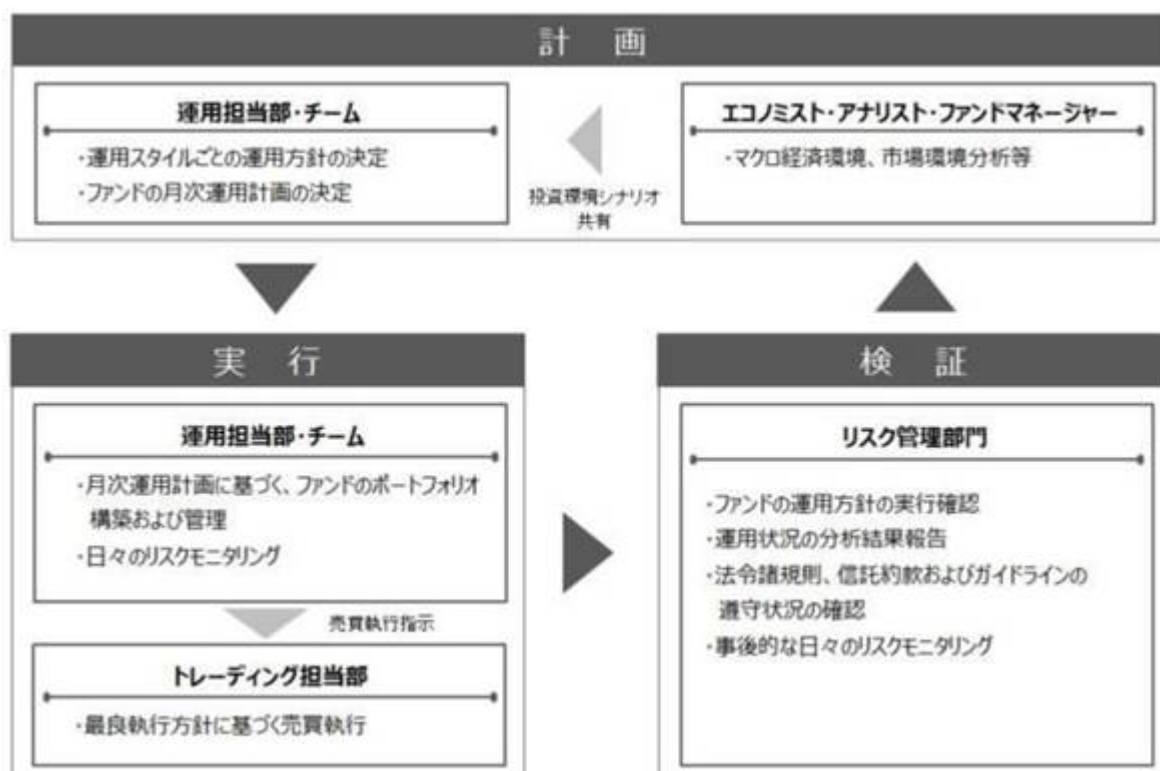 計 画
運用担当部・チーム
・運用スタイルごとの運用方針の決定
・ファンドの月次運用計画の決定
投資環境シナリオ
共有
エコノミスト・アナリスト・ファンドマネージャー
・マクロ経済環境、市場環境分析等
実 行
運用担当部・チーム
・月次運用計画に基づく、ファンドのポートフォリオ
構築および管理
・日々のリスクモニタリング
売買執行指示
トレーディング担当部
・最良執行方針に基づく売買執行
検 証
リスク管理部門
・ファンドの運用方針の実行確認
・運用状況の分析結果報告
・法令諸規則、信託約款およびガイドラインの
遵守状況の確認
・事後的な日々のリスクモニタリング